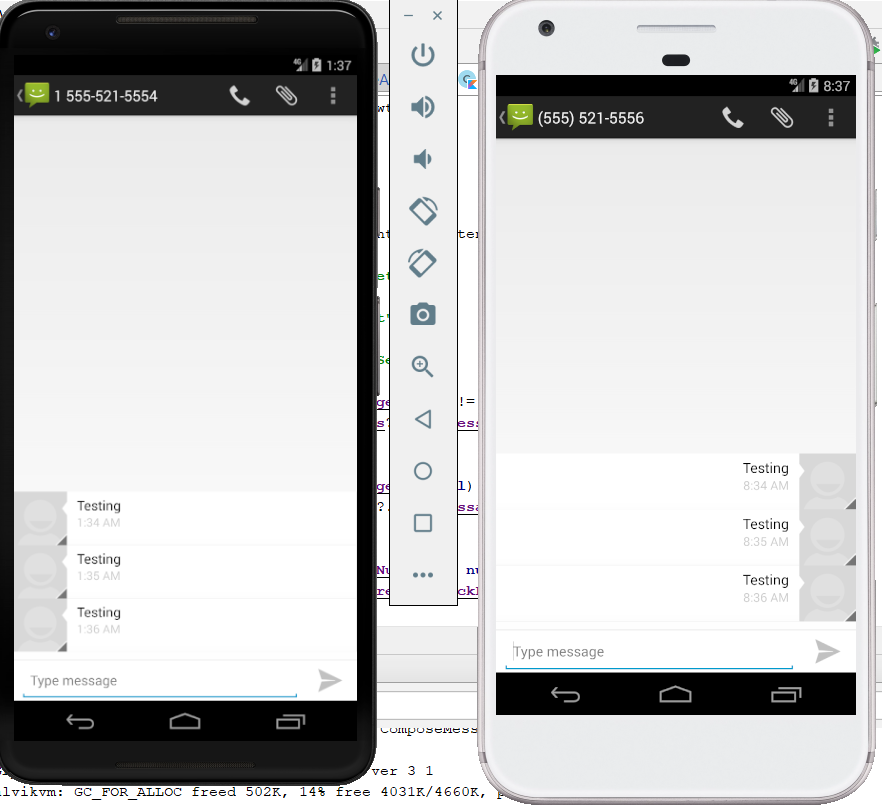 1:37
1 555-521-5554
Testing
1:34 AM
Testing
1:35 AM
Testing
1:36 AM
Type message
8:37
(555) 521-5556
Testing
8:34 AM
Testing
8:35 AM
Testing
8:36 AM
Type message
!=
ComposeMess
ver 3 1
lvikvm: GC_FOR_ALLOC freed 502K, 14% free 4031K/4660K, p